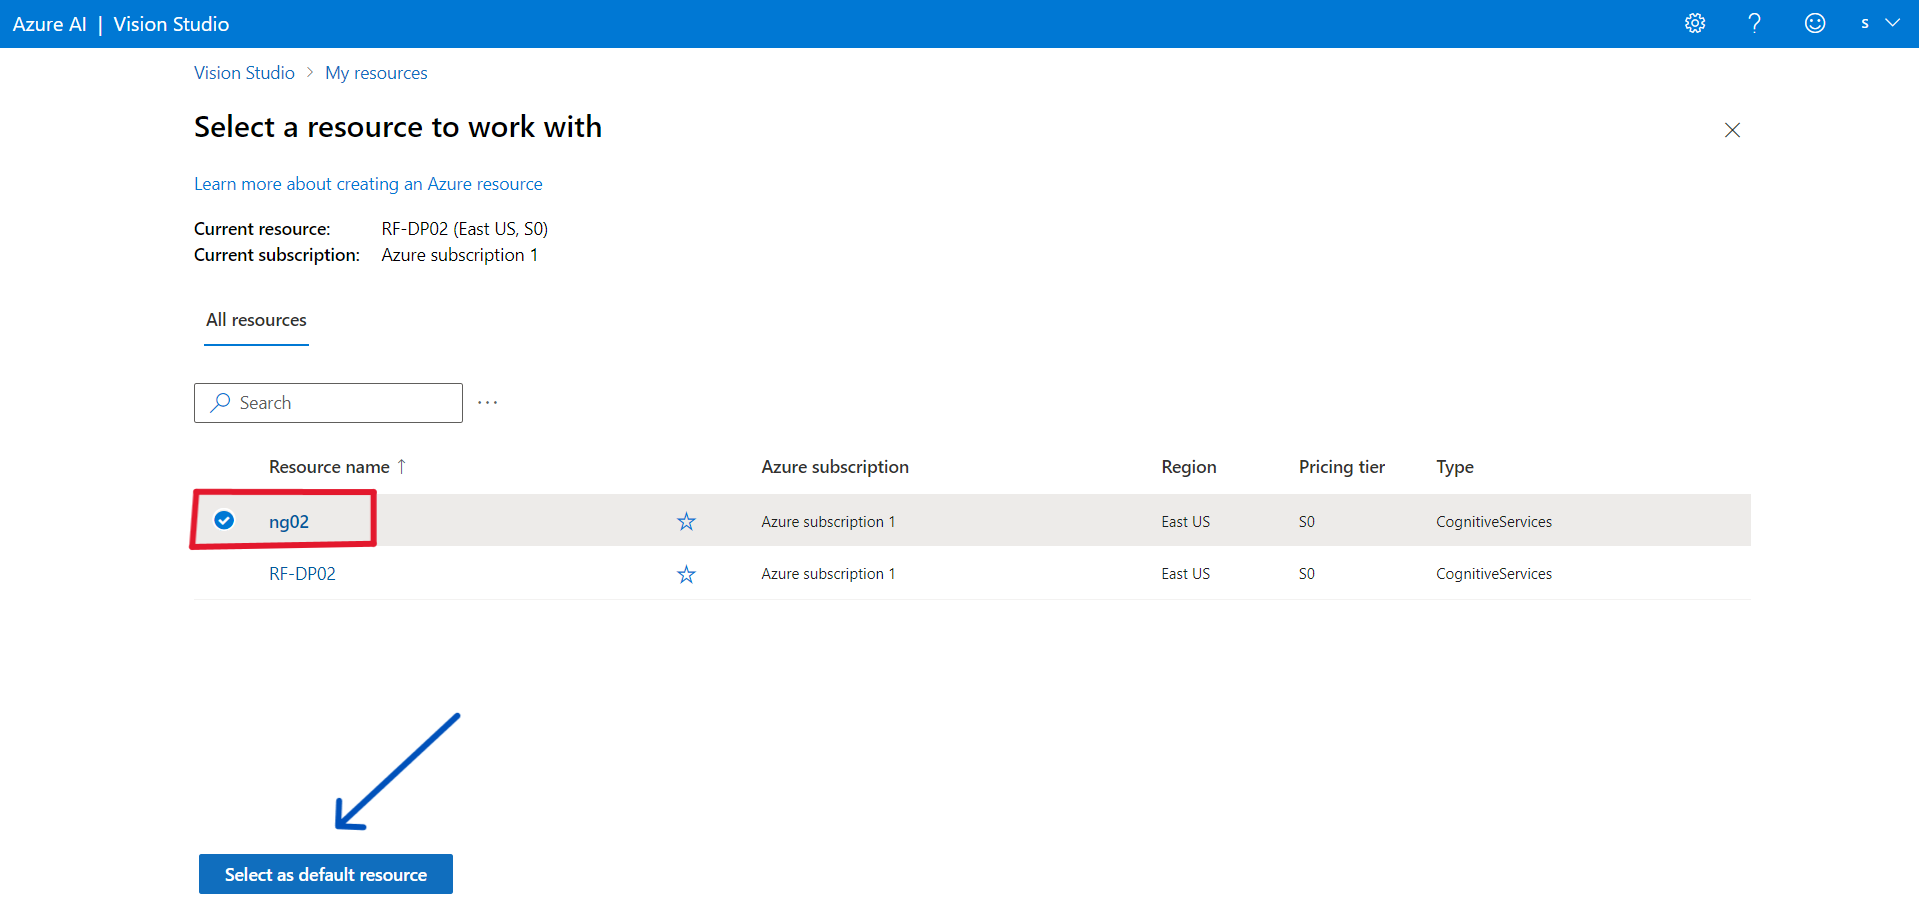 Azure AI | Vision Studio
s
Vision Studio > My resources
Select a resource to work with
Learn more about creating an Azure resource
Current resource: RF-DP02 (East US, S0)
Current subscription: Azure subscription 1
All resources
Search ...
Resource name ↑ Azure subscription Region Pricing tier Type
ng02 Azure subscription 1 East US S0 CognitiveServices
RF-DP02 Azure subscription 1 East US S0 CognitiveServices
Select as default resource